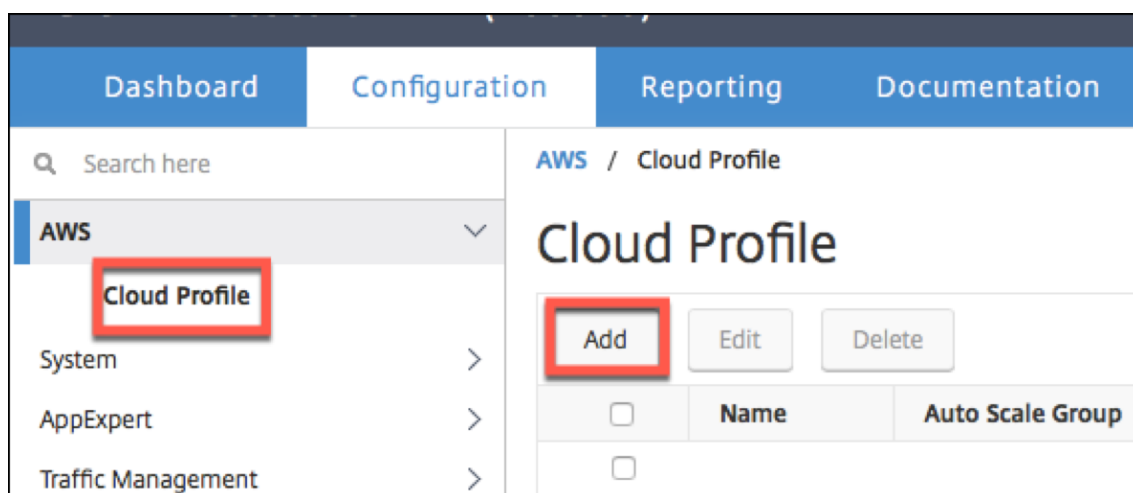 Dashboard Configuration Reporting Documentation
Search here
AWS / Cloud Profile
AWS
Cloud Profile
Cloud Profile
Add Edit Delete
System
AppExpert
Name Auto Scale Group
Traffic Management